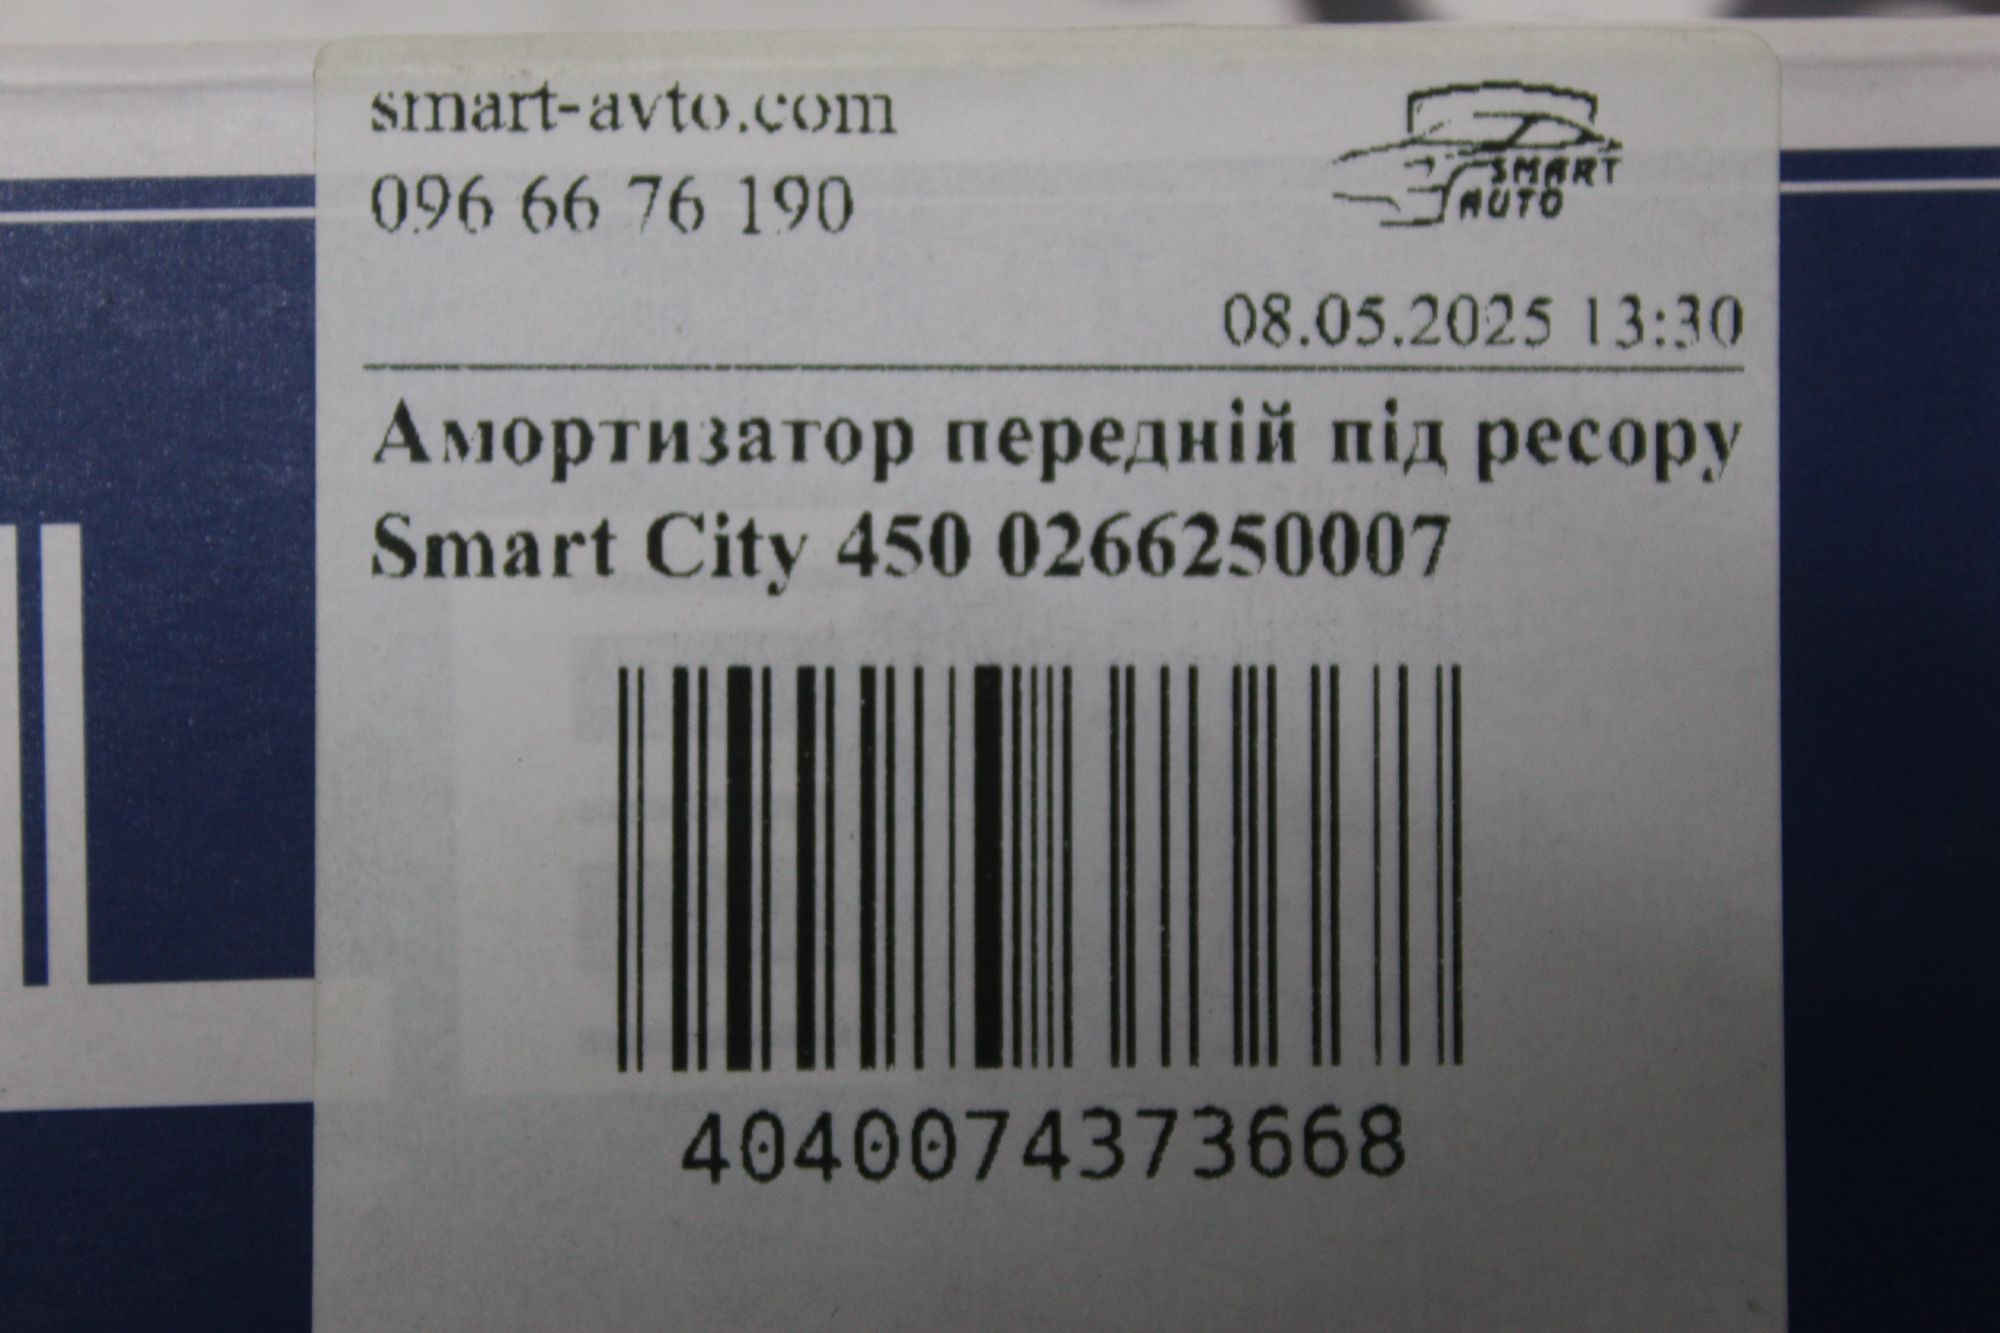 smart-avto.com
096 66 76 190
SMART
AUTO
08.05.2025 13:30
Амортизатор передній під ресору
Smart City 450 0266250007
4040074373668